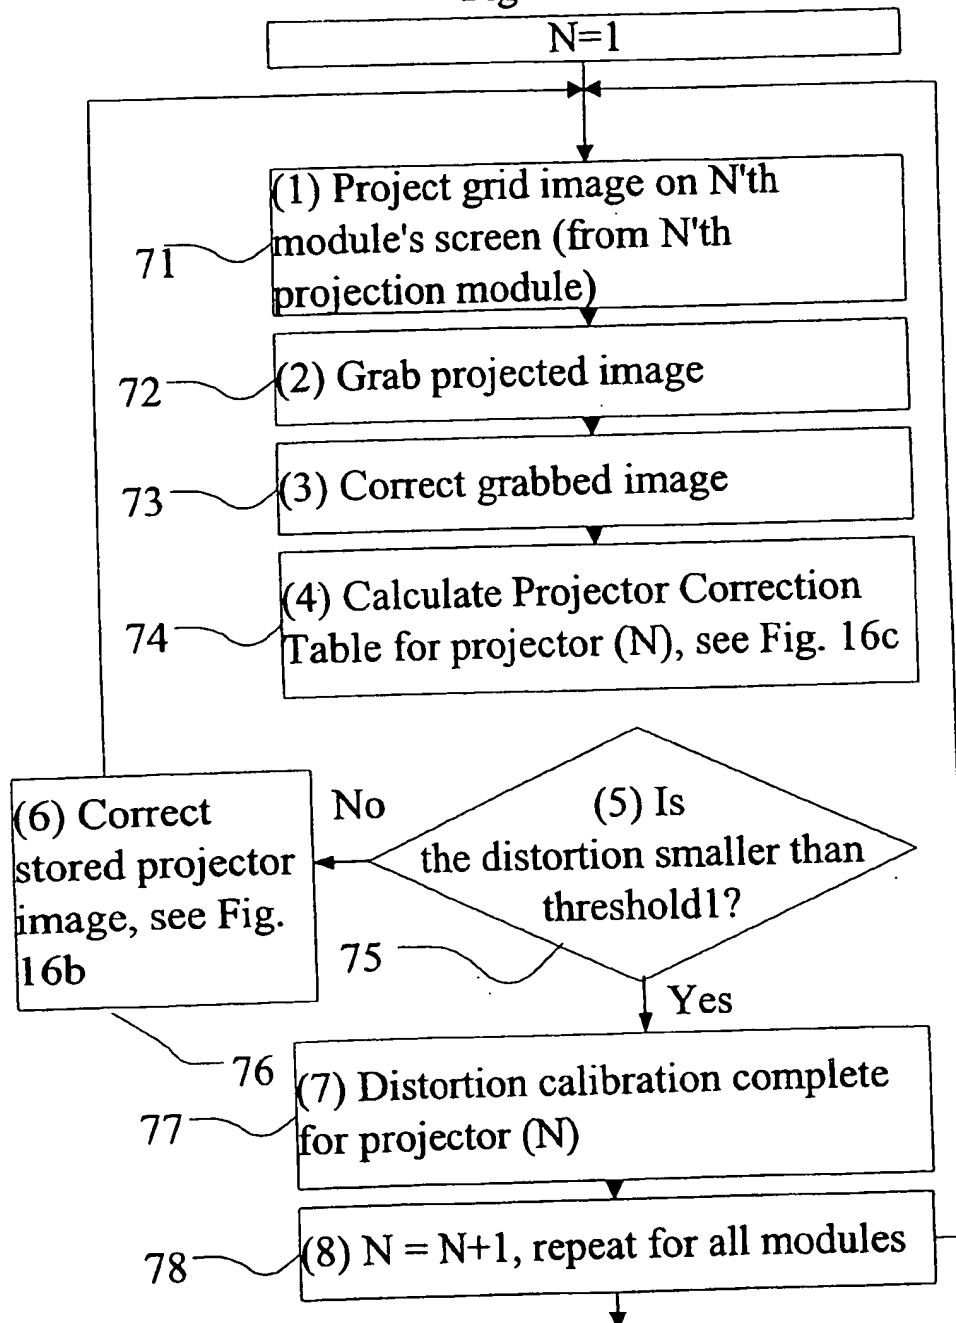 N=1
(1) Project grid image on N'th
module's screen (from N'th
projection module)
71
(2) Grab projected image
72
(3) Correct grabbed image
73
(4) Calculate Projector Correction
Table for projector (N), see Fig. 16c
74
(5) Is
the distortion smaller than
threshold1?
75
No
(6) Correct
stored projector
image, see Fig.
16b
76
Yes
(7) Distortion calibration complete
for projector (N)
77
(8) N = N+1, repeat for all modules
78